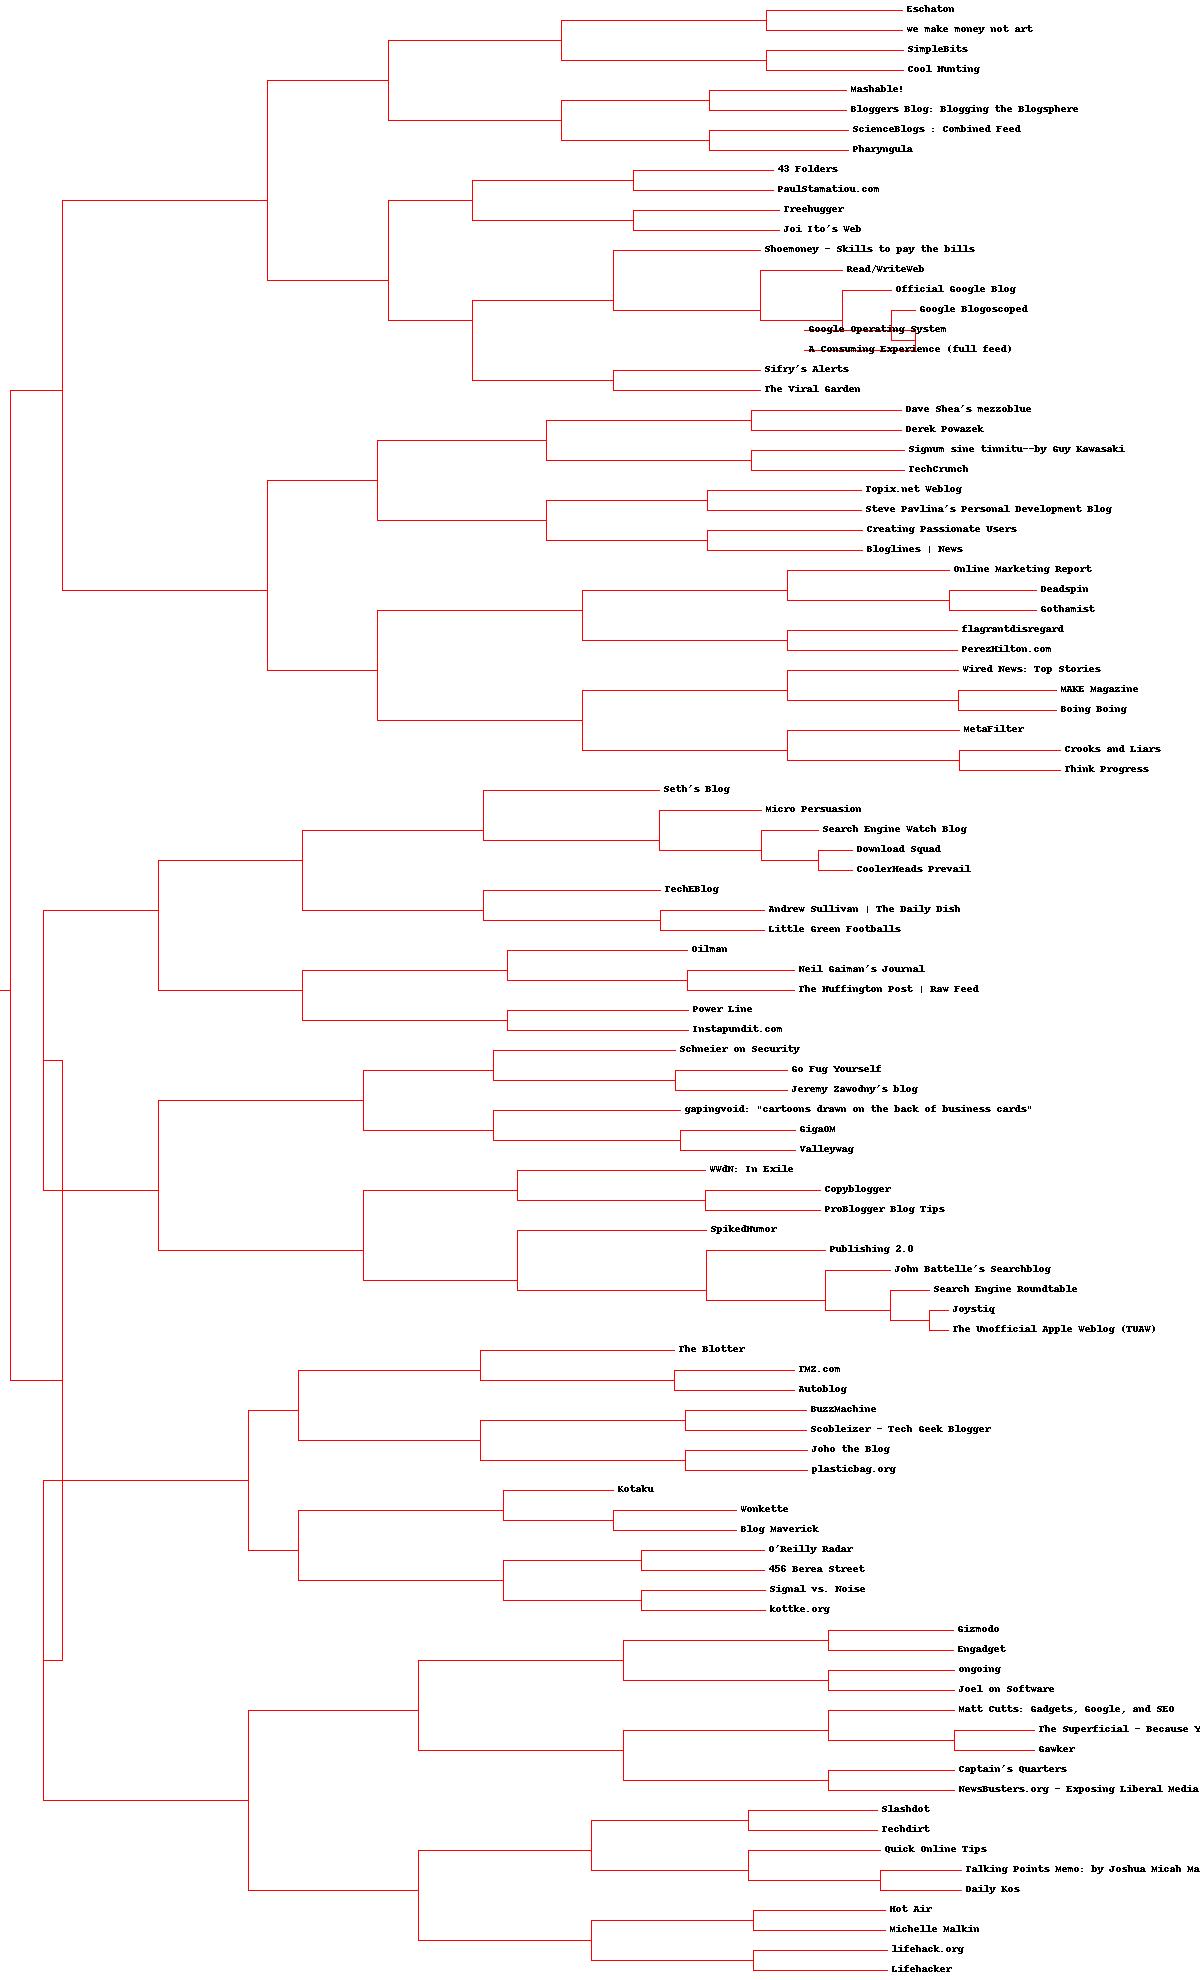 Eschaton
we make money not art
SimpleBits
Cool Hunting
Mashable!
Bloggers Blog: Blogging the Blogsphere
ScienceBlogs : Combined Feed
Pharyngula
43 Folders
PaulStamatiou.com
Treehugger
Joi Ito's Web
Shoemoney - Skills to pay the bills
Read/WriteWeb
Official Google Blog
Google Blogoscoped
Google Operating System
A Consuming Experience (full feed)
Sifry's Alerts
The Viral Garden
Dave Shea's mezzoblue
Derek Powazek
Signum sine tinnitu--by Guy Kawasaki
TechCrunch
Topix.net Weblog
Steve Pavlina's Personal Development Blog
Creating Passionate Users
Bloglines | News
Online Marketing Report
Deadspin
Gothamist
flagrantdisregard
PerezHilton.com
Wired News: Top Stories
MAKE Magazine
Boing Boing
MetaFilter
Crooks and Liars
Think Progress
Seth's Blog
Micro Persuasion
Search Engine Watch Blog
Download Squad
CoolerHeads Prevail
TechEBlog
Andrew Sullivan | The Daily Dish
Little Green Footballs
Oilman
Neil Gaiman's Journal
The Huffington Post | Raw Feed
Power Line
Instapundit.com
Schneier on Security
Go Fug Yourself
Jeremy Zawodny's blog
gapingvoid: "cartoons drawn on the back of business cards"
GigaOM
Valleywag
WWdN: In Exile
Copyblogger
ProBlogger Blog Tips
SpikedHumor
Publishing 2.0
John Battelle's Searchblog
Search Engine Roundtable
Joystiq
The Unofficial Apple Weblog (TUAW)
The Blotter
TMZ.com
Autoblog
BuzzMachine
Scobleizer - Tech Geek Blogger
Joho the Blog
plasticbag.org
Kotaku
Wonkette
Blog Maverick
O'Reilly Radar
456 Berea Street
Signal vs. Noise
kottke.org
Gizmodo
Engadget
ongoing
Joel on Software
Matt Cutts: Gadgets, Google, and SEO
The Superficial - Because Y
Gawker
Captain's Quarters
NewsBusters.org - Exposing Liberal Media
Slashdot
Techdirt
Quick Online Tips
Talking Points Memo: by Joshua Micah Ma
Daily Kos
Hot Air
Michelle Malkin
lifehack.org
Lifehacker